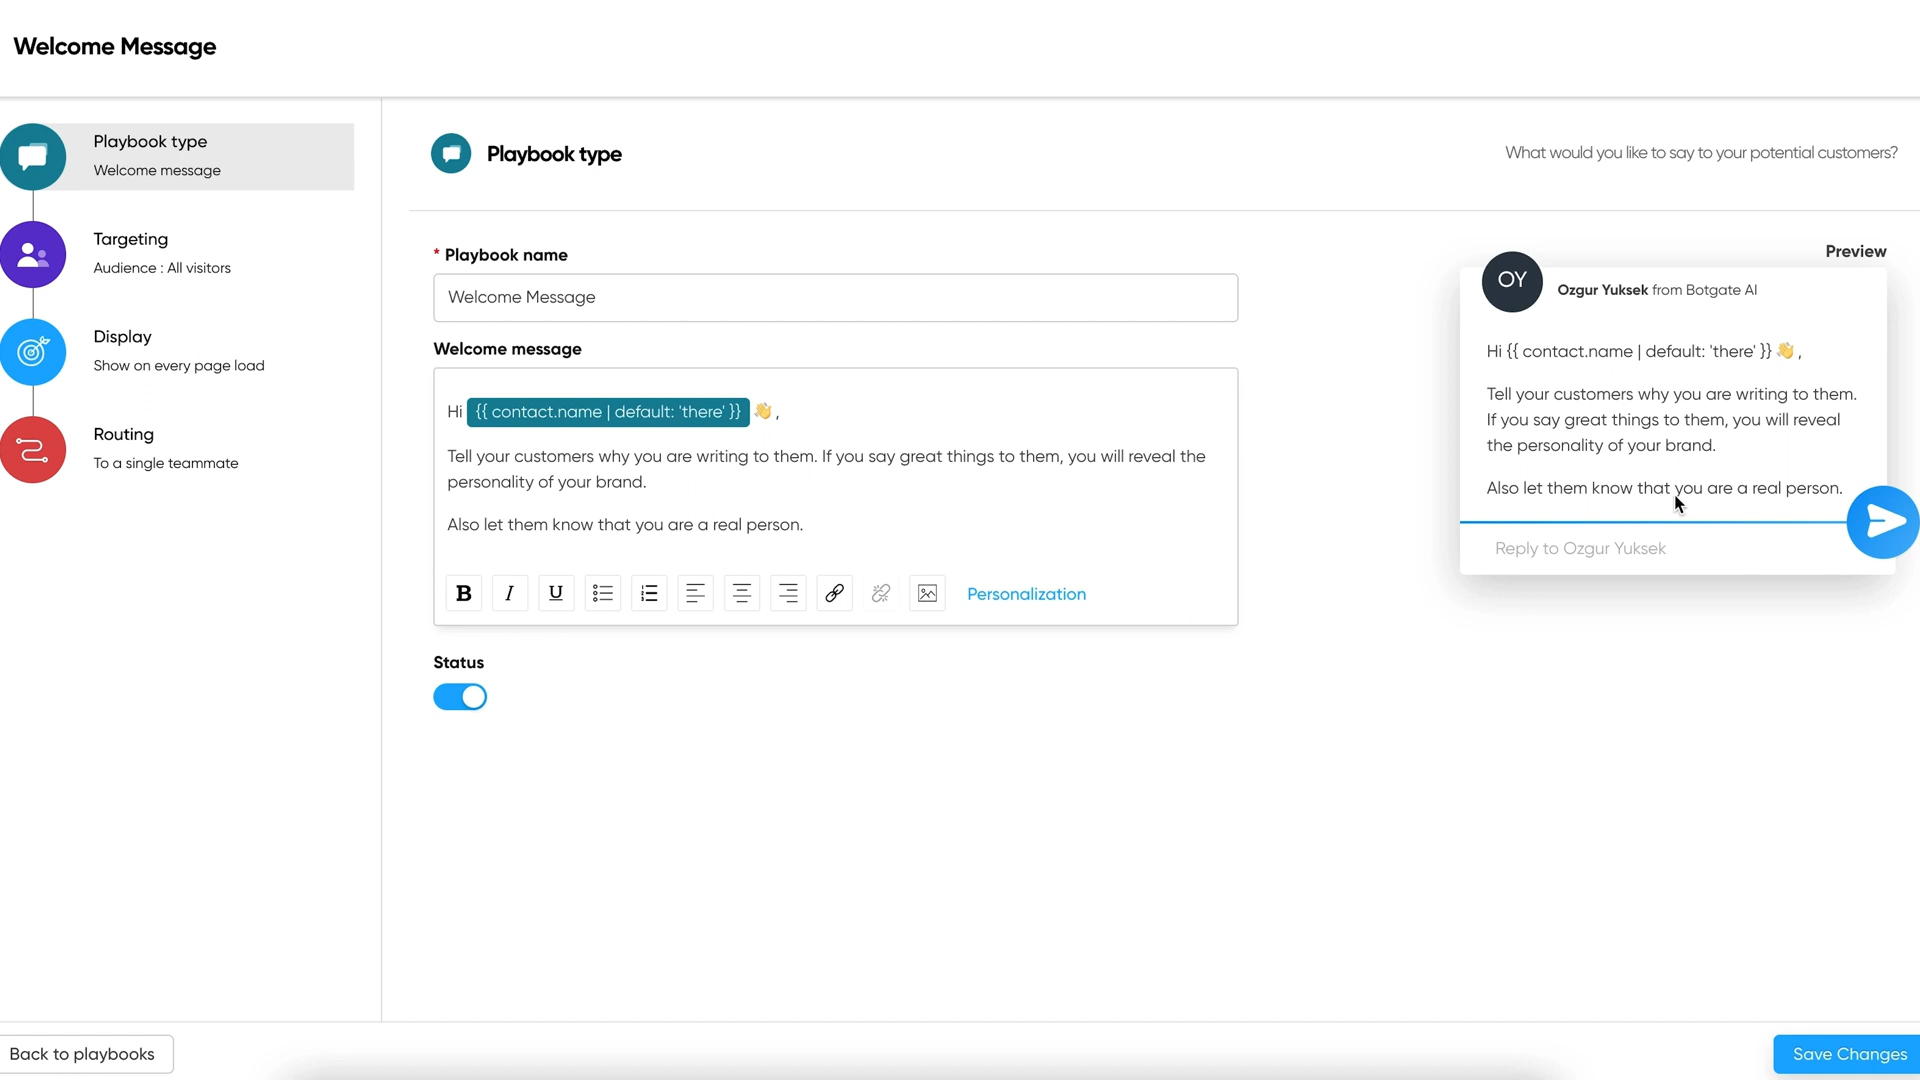 Welcome Message
Playbook type
Welcome message
Targeting
Audience : All visitors
Display
Show on every page load
Routing
To a single teammate
Playbook type
What would you like to say to your potential customers?
* Playbook name
Welcome Message
Welcome message
Hi {{ contact.name | default: 'there' }} 👋 ,
Tell your customers why you are writing to them. If you say great things to them, you will reveal the
personality of your brand.
Also let them know that you are a real person.
B I U
Personalization
Status
Preview
OY
Ozgur Yuksek from Botgate AI
Hi {{ contact.name | default: 'there' }} 👋 ,
Tell your customers why you are writing to them.
If you say great things to them, you will reveal
the personality of your brand.
Also let them know that you are a real person.
Reply to Ozgur Yuksek
Back to playbooks
Save Changes